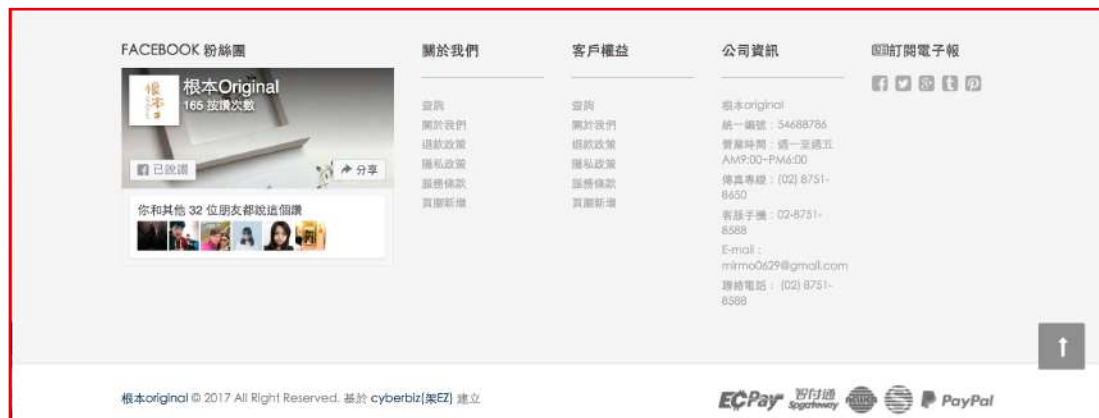 FACEBOOK 粉絲團
根本Original
165 按讚次數
已說讚
分享
你和其他 32 位朋友都說這個讚
關於我們
查詢
關於我們
退款政策
隱私政策
服務條款
頁腳新增
客戶權益
查詢
關於我們
退款政策
隱私政策
服務條款
頁腳新增
公司資訊
根本original
統一編號：54688786
營業時間：週一至週五
AM9:00~PM6:00
傳真專線：(02) 8751-
8650
客服手機：02-8751-
8588
E-mail：
mirmo0629@gmail.com
聯絡電話： (02) 8751-
8588
訂閱電子報
根本original © 2017 All Right Reserved. 基於 cyberbiz(架EZ) 建立
ECPay 智付通 Spgateway PayPal